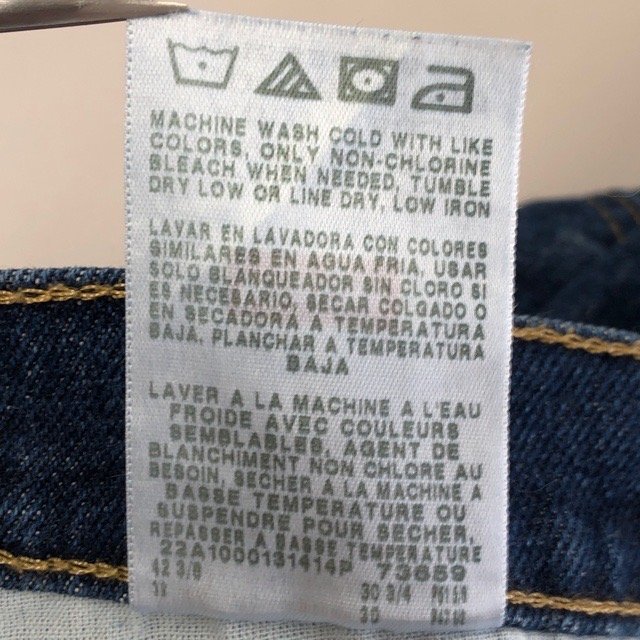 MACHINE WASH COLD WITH LIKE
COLORS, ONLY NON-CHLORINE
BLEACH WHEN NEEDED, TUMBLE
DRY LOW OR LINE DRY, LOW IRON
LAVAR EN LAVADORA CON COLORES
SIMILARES EN AGUA FRIA, USAR
SOLO BLANQUEADOR SIN CLORO SI
ES NECESARIO, SECAR COLGADO O
EN SECADORA A TEMPERATURA
BAJA, PLANCHAR A TEMPERATURA
BAJA
LAVER A LA MACHINE A L'EAU
FROIDE AVEC COULEURS
SEMBLABLES, AGENT DE
BLANCHIMENT NON CHLORE AU
BESOIN, SECHER A LA MACHINE A
BASSE TEMPERATURE OU
SUSPENDRE POUR SECHER,
REPASSER A BASSE TEMPERATURE
73659
30 3/4